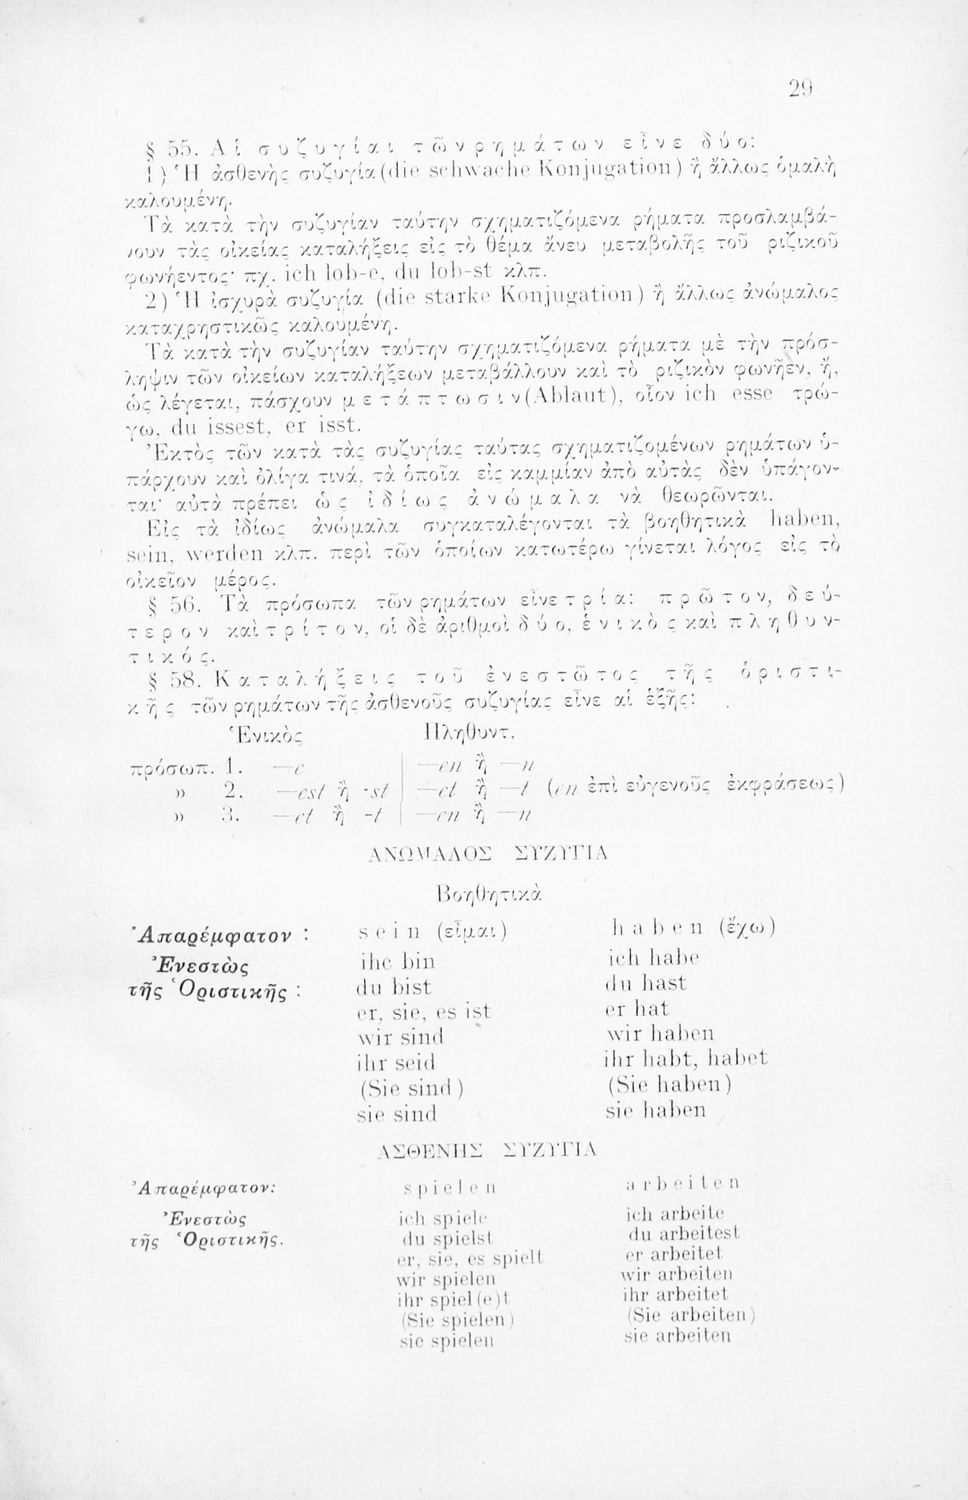 29
§ 55. Αἱ συζυγίαι τῶν ρημάτων εἶνε δύο:
1) Ἡ ἀσθενὴς συζυγία (die schwache Konjugation) ἢ ἄλλως ὁμαλὴ
καλουμένη.
Τὰ κατὰ τὴν συζυγίαν ταύτην σχηματιζόμενα ρήματα προσλαμβά-
νουν τὰς οἰκείας καταλήξεις εἰς τὸ θέμα ἄνευ μεταβολῆς τοῦ ριζικοῦ
φωνήεντος· πχ. ich lob-e, du lob-st κλπ.
2) Ἡ ἰσχυρὰ συζυγία (die starke Konjugation) ἢ ἄλλως ἀνώμαλος
καταχρηστικῶς καλουμένη.
Τὰ κατὰ τὴν συζυγίαν ταύτην σχηματιζόμενα ρήματα μὲ τὴν πρόσ-
ληψιν τῶν οἰκείων καταλήξεων μεταβάλλουν καὶ τὸ ριζικὸν φωνῆεν, ἤ,
ὡς λέγεται, πάσχουν μετάπτωσιν (Ablaut), οἷον ich esse τρώ-
γω, du issest, er isst.
Ἐκτὸς τῶν κατὰ τὰς συζυγίας ταύτας σχηματιζομένων ρημάτων ὑ-
πάρχουν καὶ ὀλίγα τινά, τὰ ὁποῖα εἰς καμμίαν ἀπὸ αὐτὰς δὲν ὑπάγον-
ται· αὐτὰ πρέπει ὡς ἰδίως ἀνώμαλα νὰ θεωρῶνται.
Εἰς τὰ ἰδίως ἀνώμαλα συγκαταλέγονται τὰ βοηθητικὰ haben,
sein, werden κλπ. περὶ τῶν ὁποίων κατωτέρω γίνεται λόγος εἰς τὸ
οἰκεῖον μέρος.
§ 56. Τὰ πρόσωπα τῶν ρημάτων εἶνε τρία: πρῶτον, δεύ-
τερον καὶ τρίτον, οἱ δὲ ἀριθμοὶ δύο, ἑνικὸς καὶ πληθυν-
τικός.
§ 58. Καταλήξεις τοῦ ἐνεστῶτος τῆς ὁριστι-
κῆς τῶν ρημάτων τῆς ἀσθενοῦς συζυγίας εἶνε αἱ ἑξῆς:
Ἑνικὸς Πληθυντ.
πρόσωπ. 1. —e —en ἢ —n
» 2. —est ἢ -st —et ἢ —t (en ἐπὶ εὐγενοῦς ἐκφράσεως)
» 3. —et ἢ -t —en ἢ —n
ΑΝΩΜΑΛΟΣ ΣΥΖΥΓΙΑ
Βοηθητικὰ
Ἀπαρέμφατον : sein (εἶμαι) haben (ἔχω)
Ἐνεστὼς ihc bin ich habe
τῆς Ὁριστικῆς : du bist du hast
er, sie, es ist er hat
wir sind wir haben
ihr seid ihr habt, habet
(Sie sind) (Sie haben)
sie sind sie haben
ΑΣΘΕΝΗΣ ΣΥΖΥΓΙΑ
Ἀπαρέμφατον: spielen arbeiten
Ἐνεστὼς ich spiele ich arbeite
τῆς Ὁριστικῆς. du spielst du arbeitest
er, sie, es spielt er arbeitet
wir spielen wir arbeiten
ihr spiel(e)t ihr arbeitet
(Sie spielen) (Sie arbeiten)
sie spielen sie arbeiten